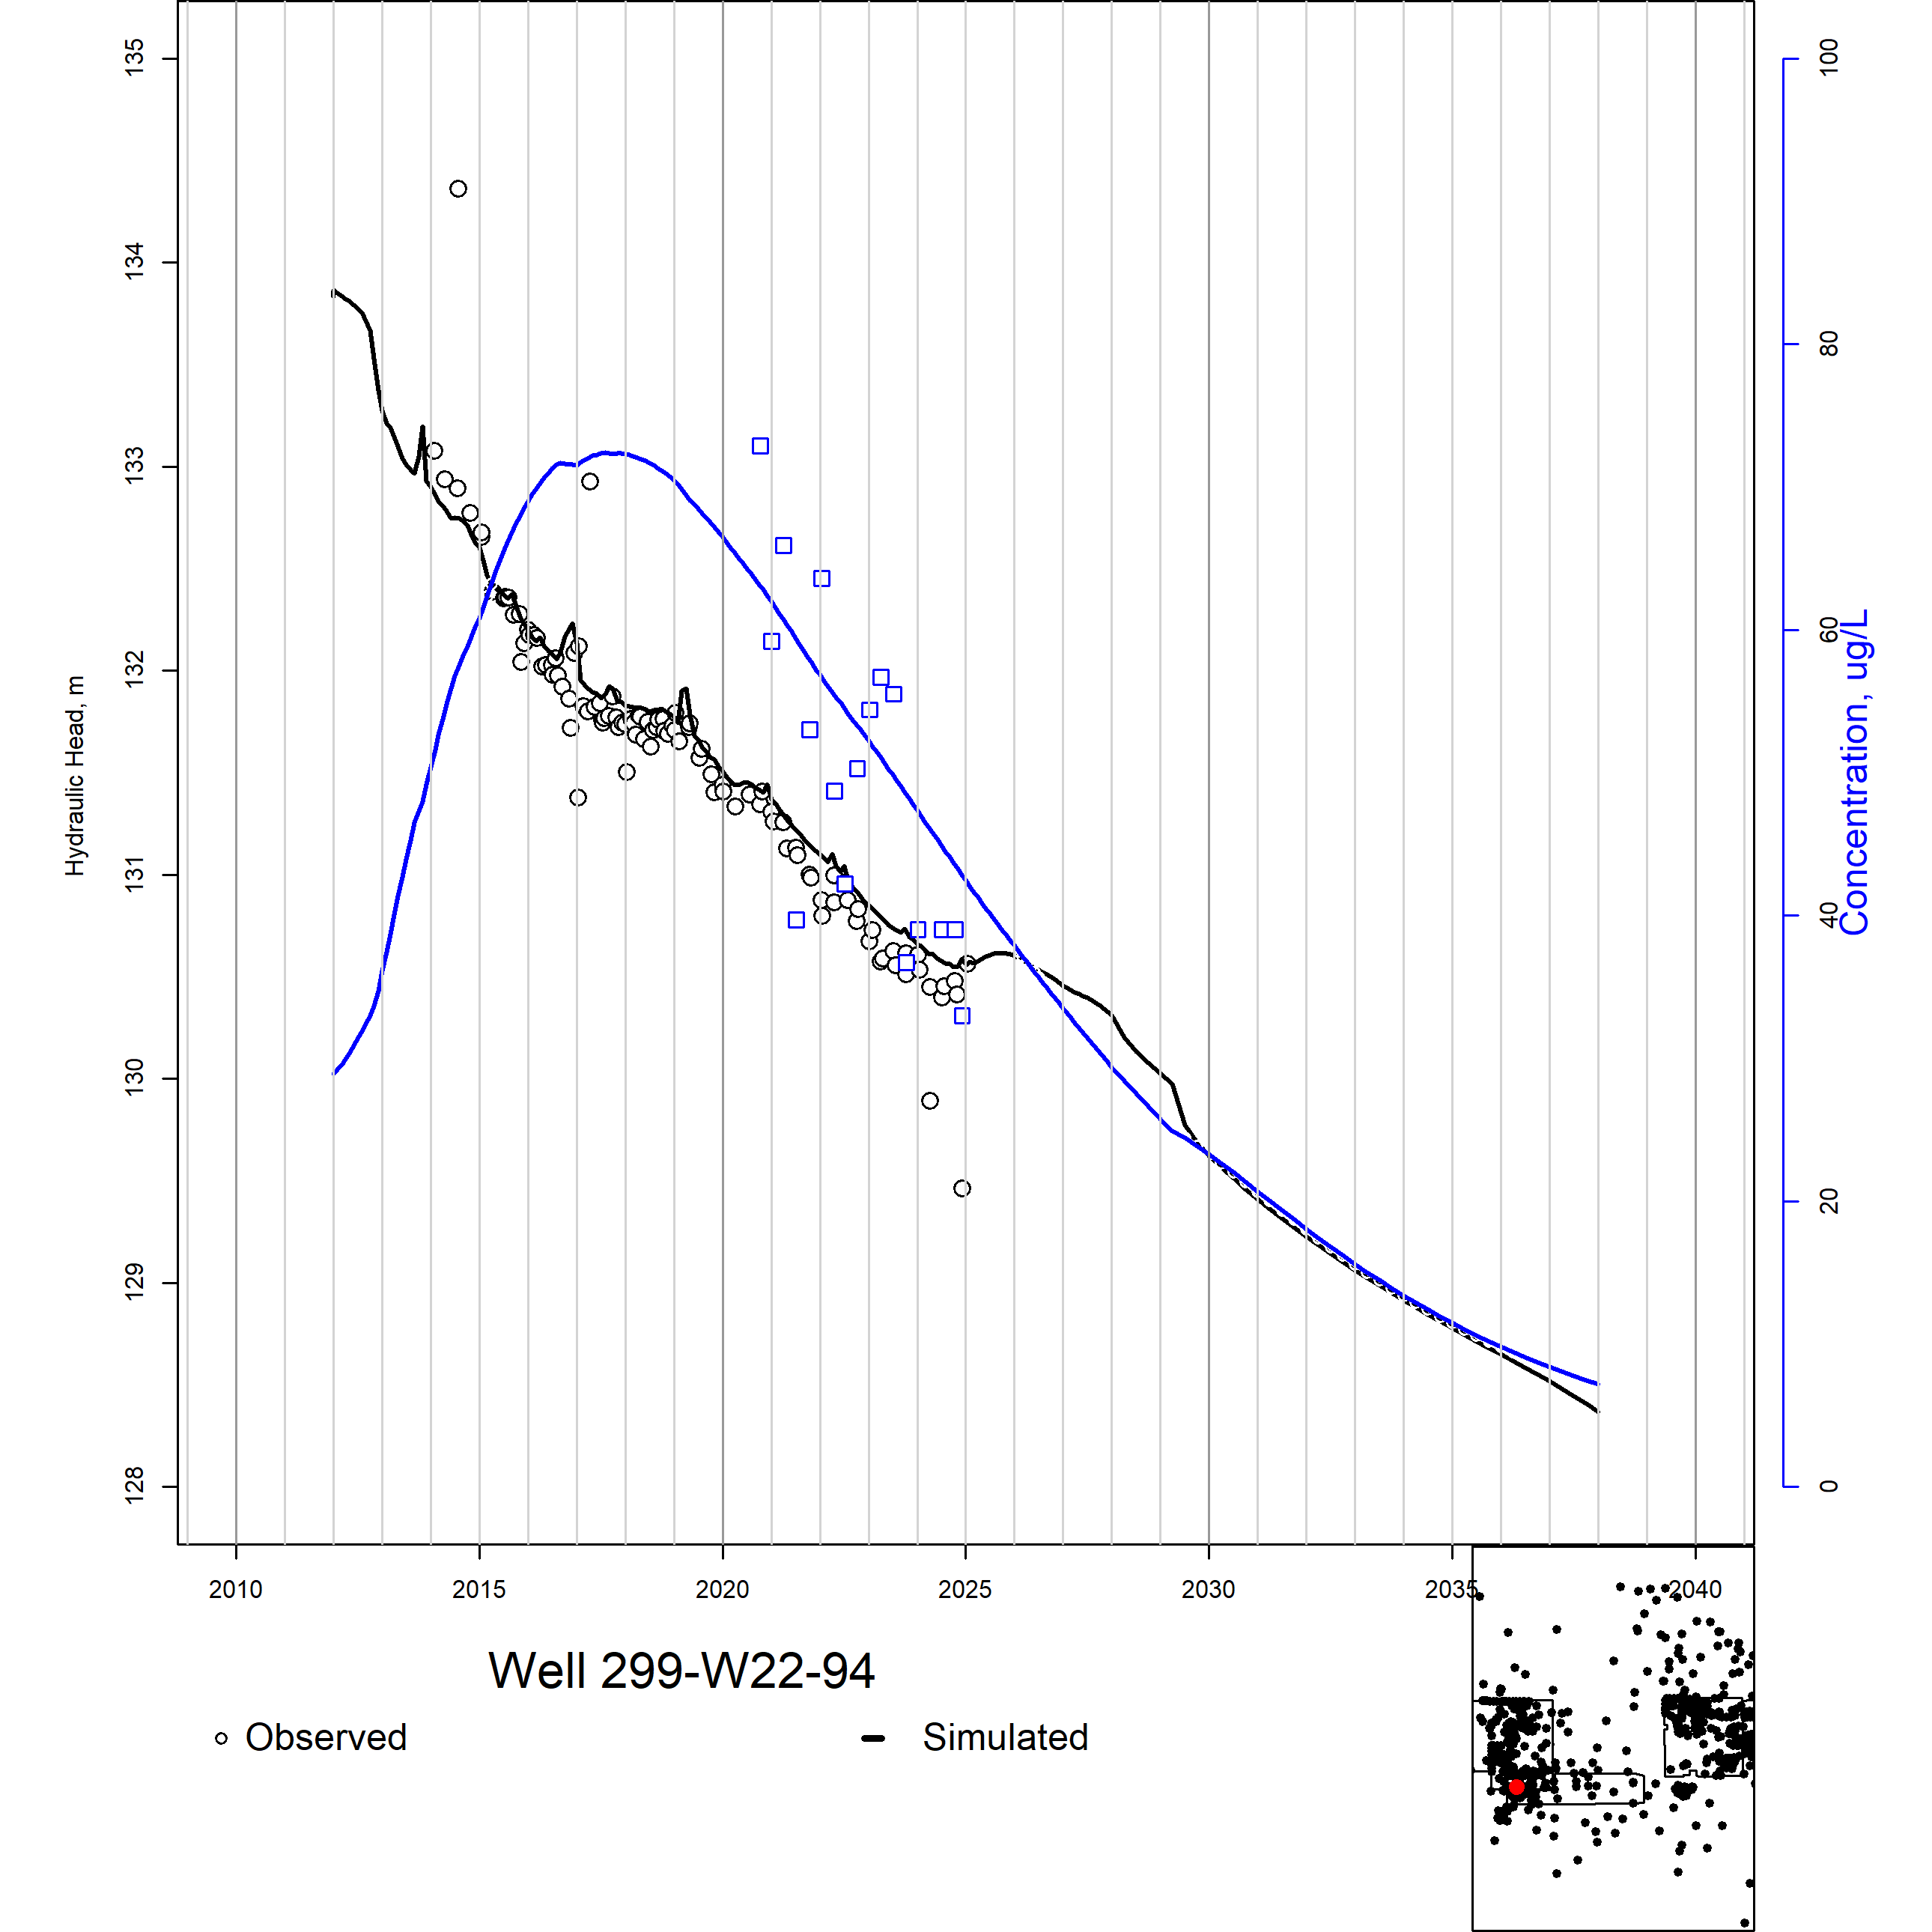 135
134
133
132
131
130
129
128
Hydraulic Head, m
100
80
60
40
20
0
Concentration, ug/L
2010 2015 2020 2025 2030 2035 2040
Well 299-W22-94
Observed Simulated